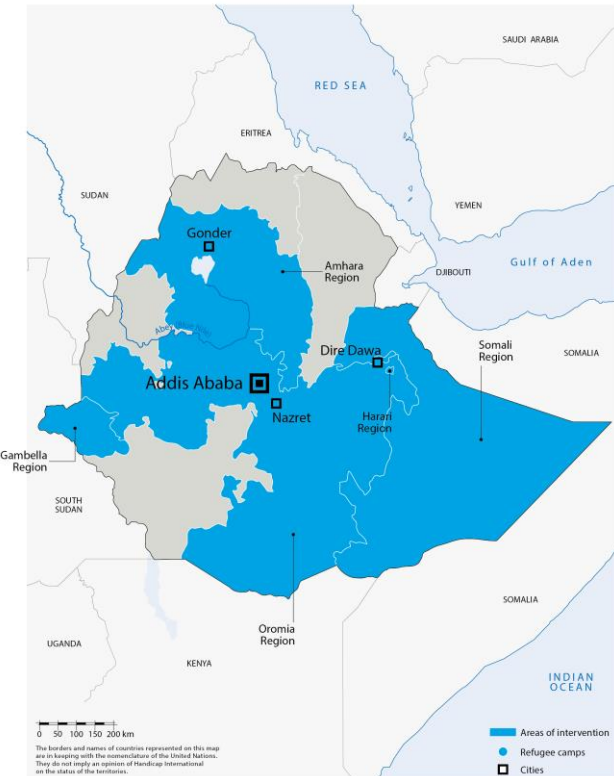 SAUDI ARABIA
RED SEA
ERITREA
SUDAN
YEMEN
Gonder
Amhara
Region
DJIBOUTI
Gulf of Aden
Abay
River
Dire Dawa
Somali
Region
SOMALIA
Addis Ababa
Nazret
Harari
Region
Gambella
Region
SOUTH
SUDAN
SOMALIA
Oromia
Region
UGANDA
KENYA
INDIAN
OCEAN
0 50 100 150 200 km
Areas of intervention
Refugee camps
Cities
The borders and names of countries represented on this map
are in keeping with the nomenclature of the United Nations.
They do not imply an opinion of Handicap International
on the status of the territories.